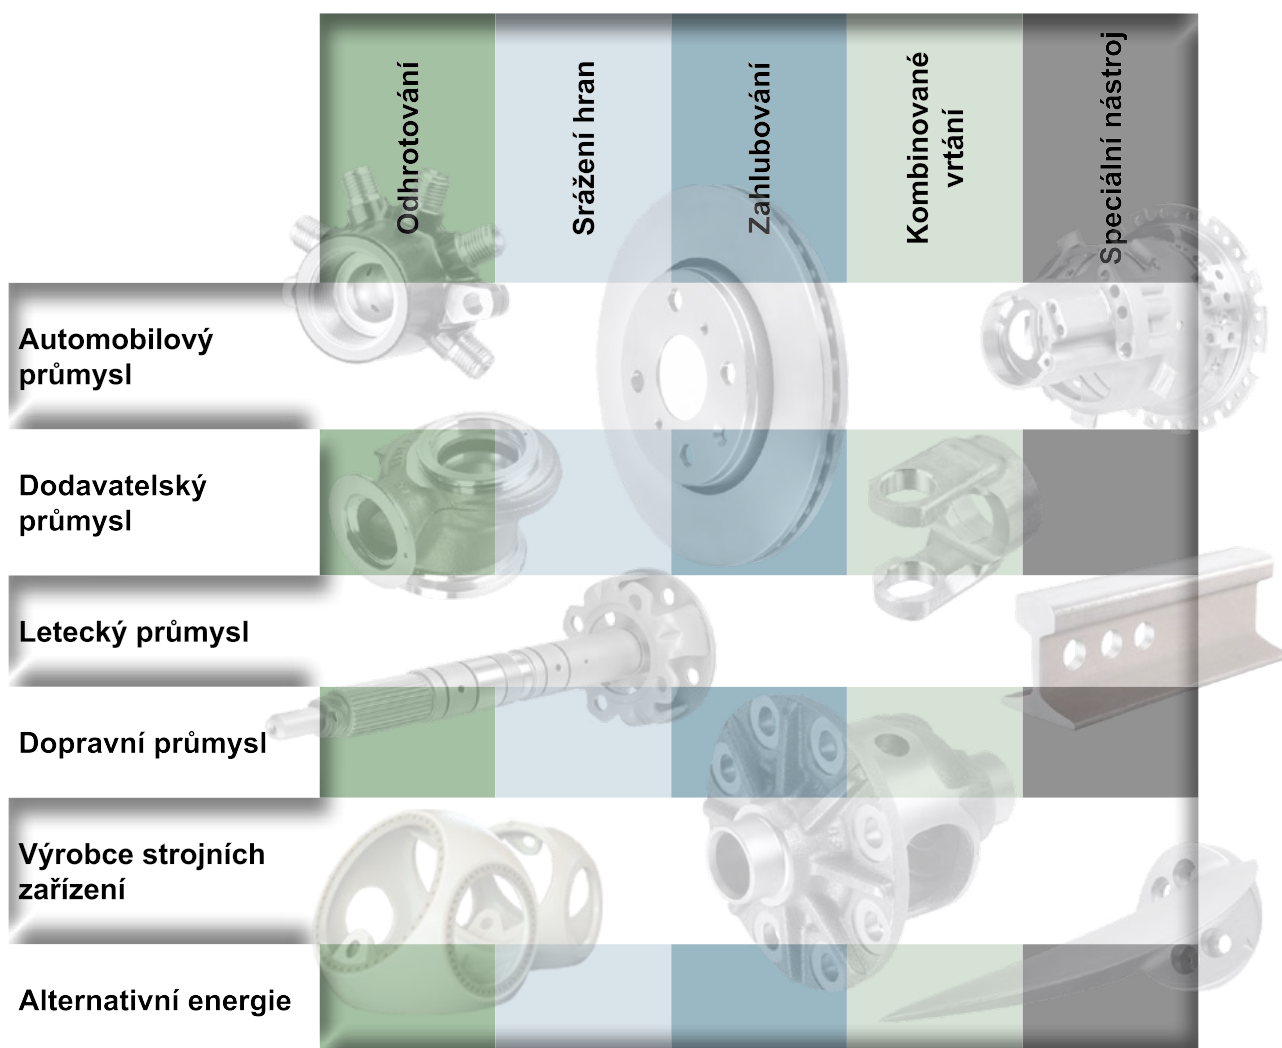 Odhrotování
Srážení hran
Zahlubování
Kombinované
vrtání
Speciální nástroj
Automobilový
průmysl
Dodavatelský
průmysl
Letecký průmysl
Dopravní průmysl
Výrobce strojních
zařízení
Alternativní energie